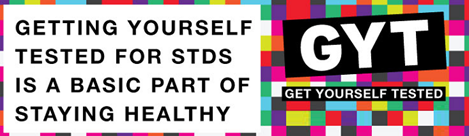 GETTING YOURSELF
TESTED FOR STDS
IS A BASIC PART OF
STAYING HEALTHY
GYT
GET YOURSELF TESTED